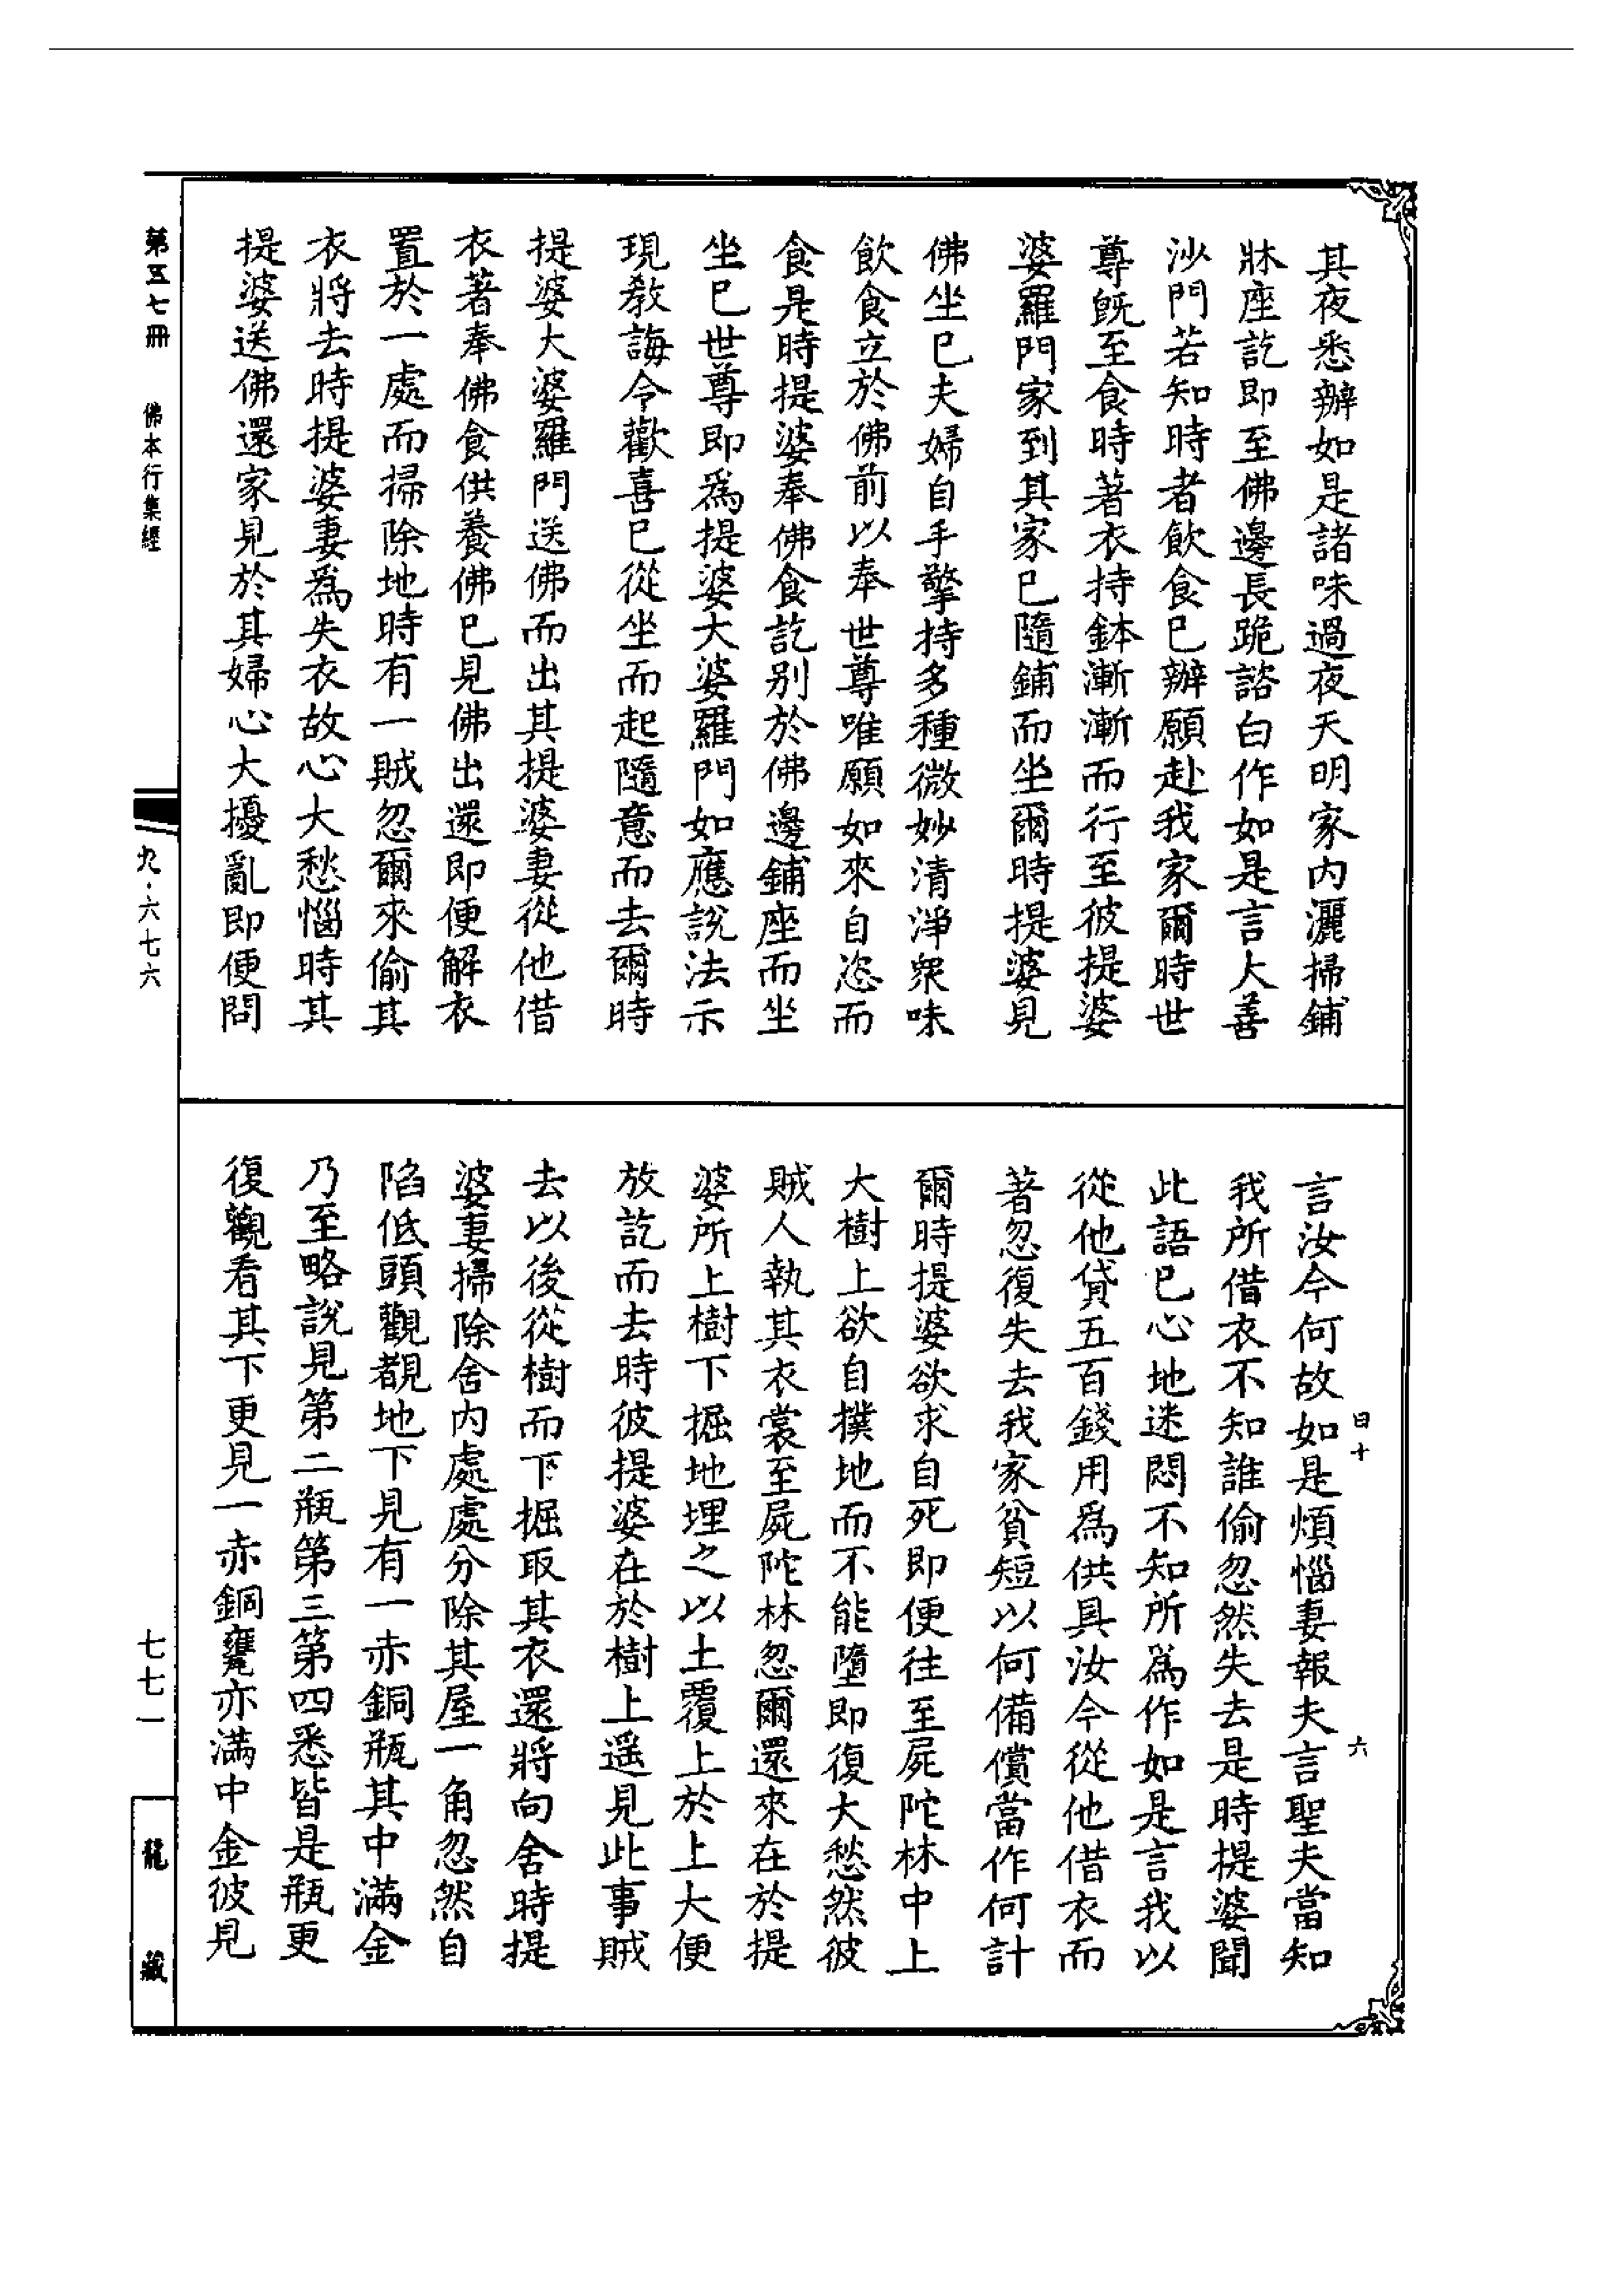 其夜悉辦如是諸味過夜天明家內灑掃鋪
牀座訖即至佛邊長跪諮白作如是言大善
沙門若知時者飲食已辦願赴我家爾時世
尊既至食時著衣持鉢漸漸而行至彼提婆
婆羅門家到其家已隨鋪而坐爾時提婆見
佛坐已夫婦自手擎持多種微妙清淨衆味
飲食立於佛前以奉世尊唯願如來自恣而
食是時提婆奉佛食訖別於佛邊鋪座而坐
坐已世尊即爲提婆大婆羅門如應說法示
現教誨令歡喜已從坐而起隨意而去爾時
提婆大婆羅門送佛而出其提婆妻從他借
衣著奉佛食供養佛已見佛出還即便解衣
置於一處而掃除地時有一賊忽爾來偷其
衣將去時提婆妻爲失衣故心大愁惱時其
提婆送佛還家見於其婦心大擾亂即便問
言汝今何故如是煩惱妻報夫言聖夫當知
我所借衣不知誰偷忽然失去是時提婆聞
此語已心地迷悶不知所爲作如是言我以
從他貸五百錢用爲供具汝今從他借衣而
著忽復失去我家貧短以何備償當作何計
爾時提婆欲求自死即便往至屍陀林中上
大樹上欲自撲地而不能墮即復大愁然彼
賊人執其衣裳至屍陀林忽爾還來在於提
婆所上樹下掘地埋之以土覆上於上大便
放訖而去時彼提婆在於樹上遥見此事賊
去以後從樹而下掘取其衣還將向舍時提
婆妻掃除舍內處處分除其屋一角忽然自
陷低頭觀覩地下見有一赤銅瓶其中滿金
乃至略說見第二瓶第三第四悉皆是瓶更
復觀看其下更見一赤銅甕亦滿中金彼見
曰十
六
第五七冊
佛本行集經
九·六七六
七七一
龍藏